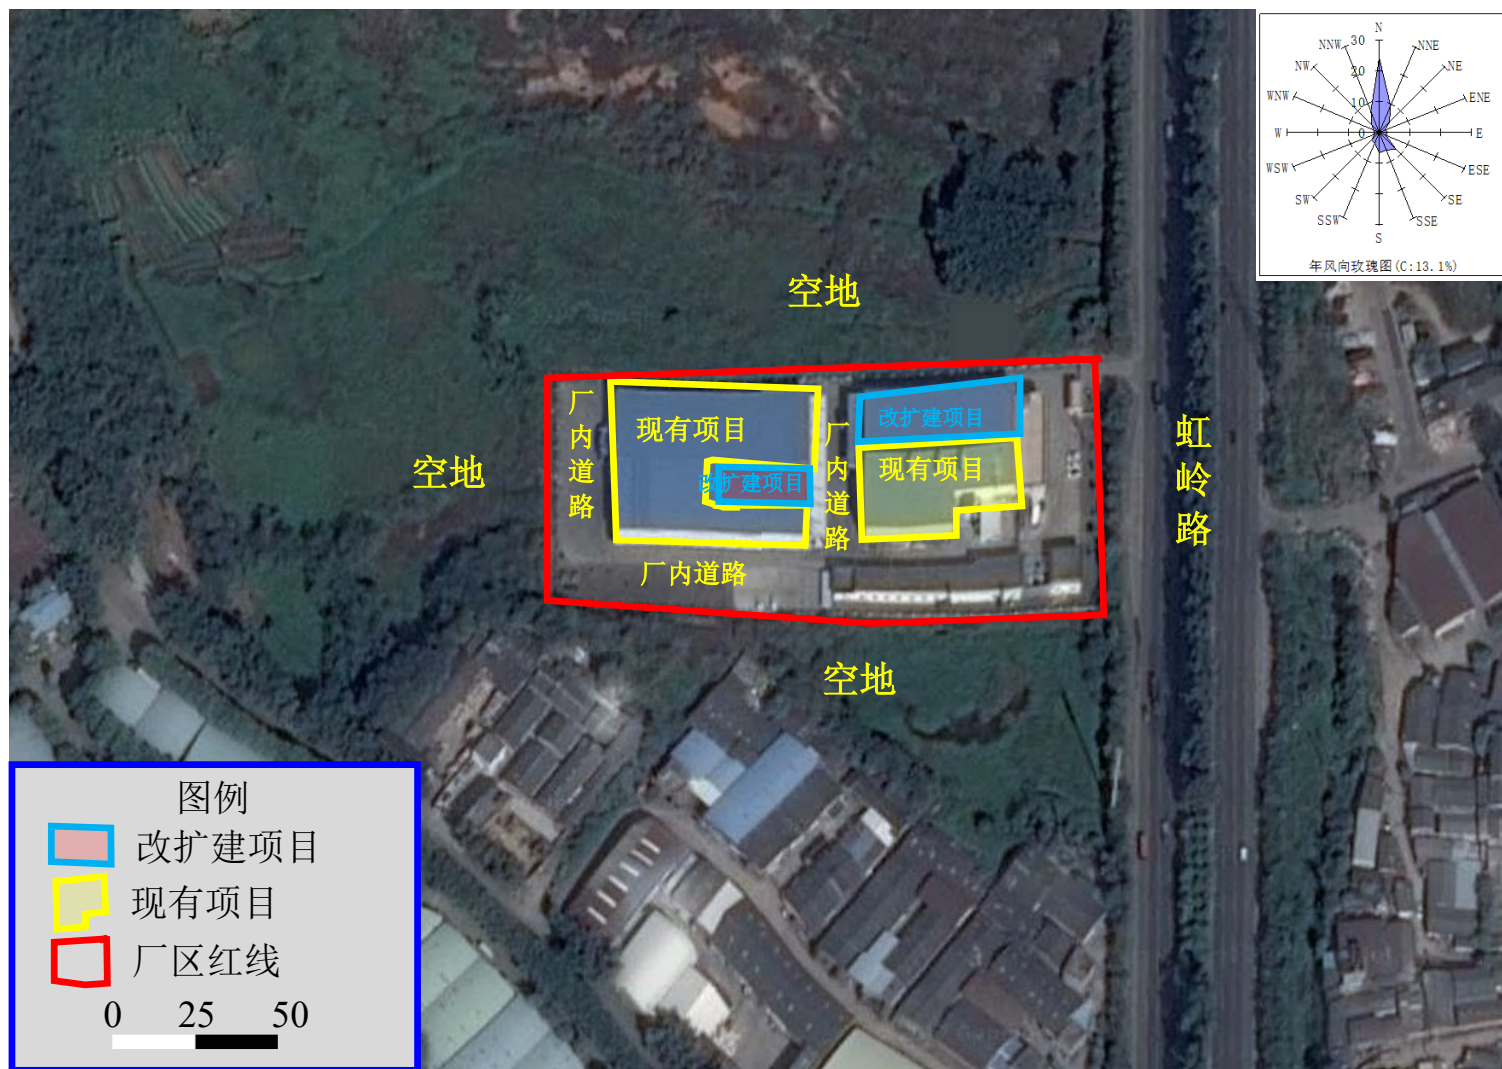 N
NNW
30
NNE
NW
20
NE
WNW
10
ENE
W
0
E
WSW
ESE
SW
SE
SSW
SSE
S
年风向玫瑰图(C:13.1%)
空地
厂内道路
现有项目
改扩建项目
厂内道路
改扩建项目
现有项目
空地
虹岭路
厂内道路
空地
图例
改扩建项目
现有项目
厂区红线
0 25 50